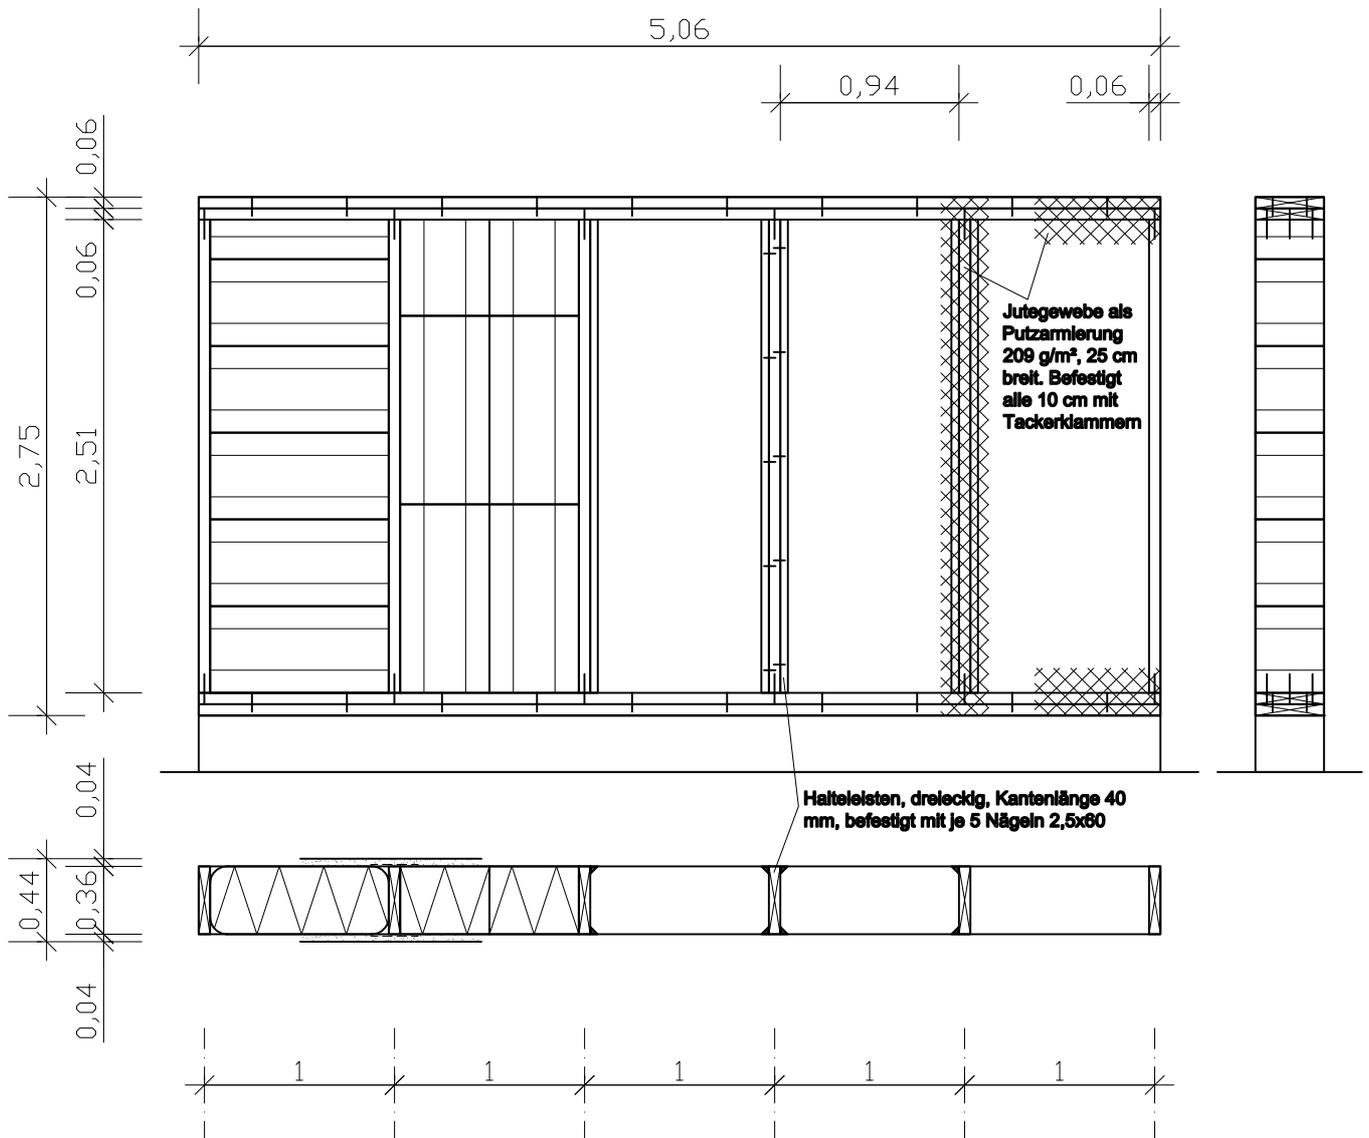 5,06
0,94
0,06
0,06
0,06
2,75
2,51
Jutegewebe als
Putzarmierung
209 g/m², 25 cm
breit. Befestigt
alle 10 cm mit
Tackerklammern
0,04
Halteleisten, dreieckig, Kantenlänge 40
mm, befestigt mit je 5 Nägeln 2,5x60
0,44
0,36
0,04
1
1
1
1
1